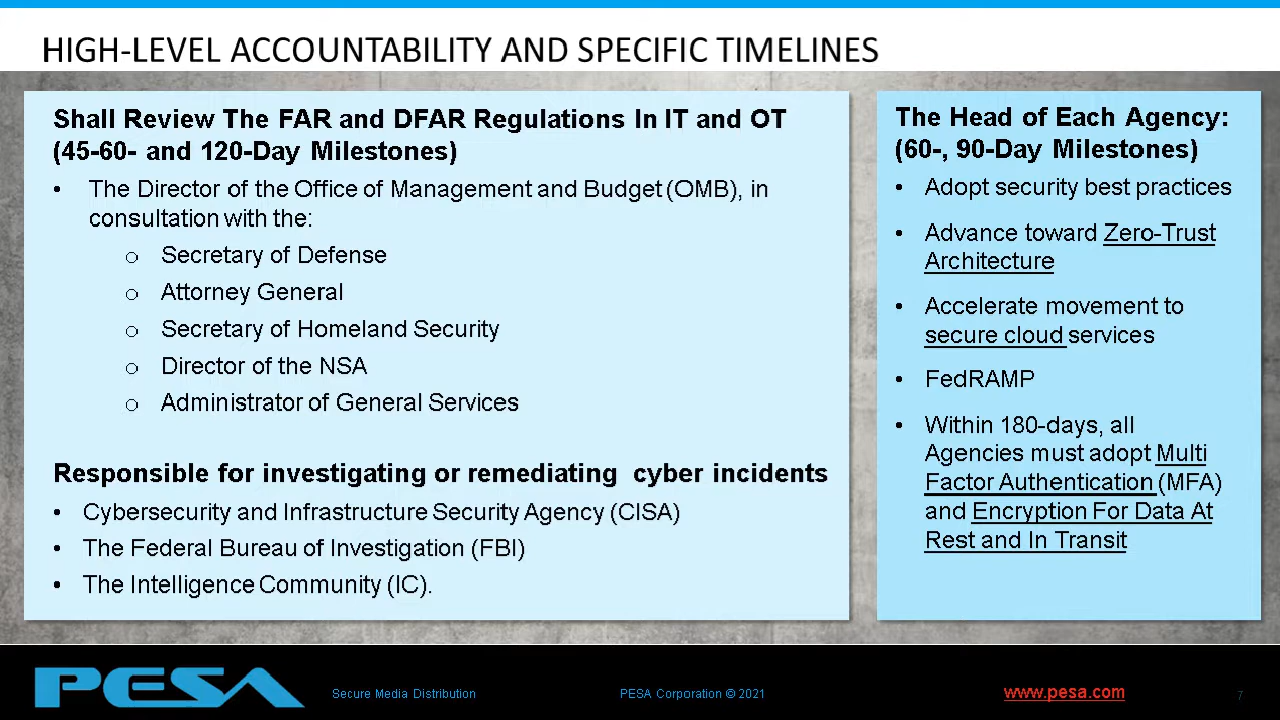 HIGH-LEVEL ACCOUNTABILITY AND SPECIFIC TIMELINES
Shall Review The FAR and DFAR Regulations In IT and OT
(45-60- and 120-Day Milestones)
• The Director of the Office of Management and Budget (OMB), in
consultation with the:
o Secretary of Defense
o Attorney General
o Secretary of Homeland Security
o Director of the NSA
o Administrator of General Services
Responsible for investigating or remediating cyber incidents
• Cybersecurity and Infrastructure Security Agency (CISA)
• The Federal Bureau of Investigation (FBI)
• The Intelligence Community (IC).
The Head of Each Agency:
(60-, 90-Day Milestones)
• Adopt security best practices
• Advance toward Zero-Trust
Architecture
• Accelerate movement to
secure cloud services
• FedRAMP
• Within 180-days, all
Agencies must adopt Multi
Factor Authentication (MFA)
and Encryption For Data At
Rest and In Transit
PESA
Secure Media Distribution
PESA Corporation © 2021
www.pesa.com
7